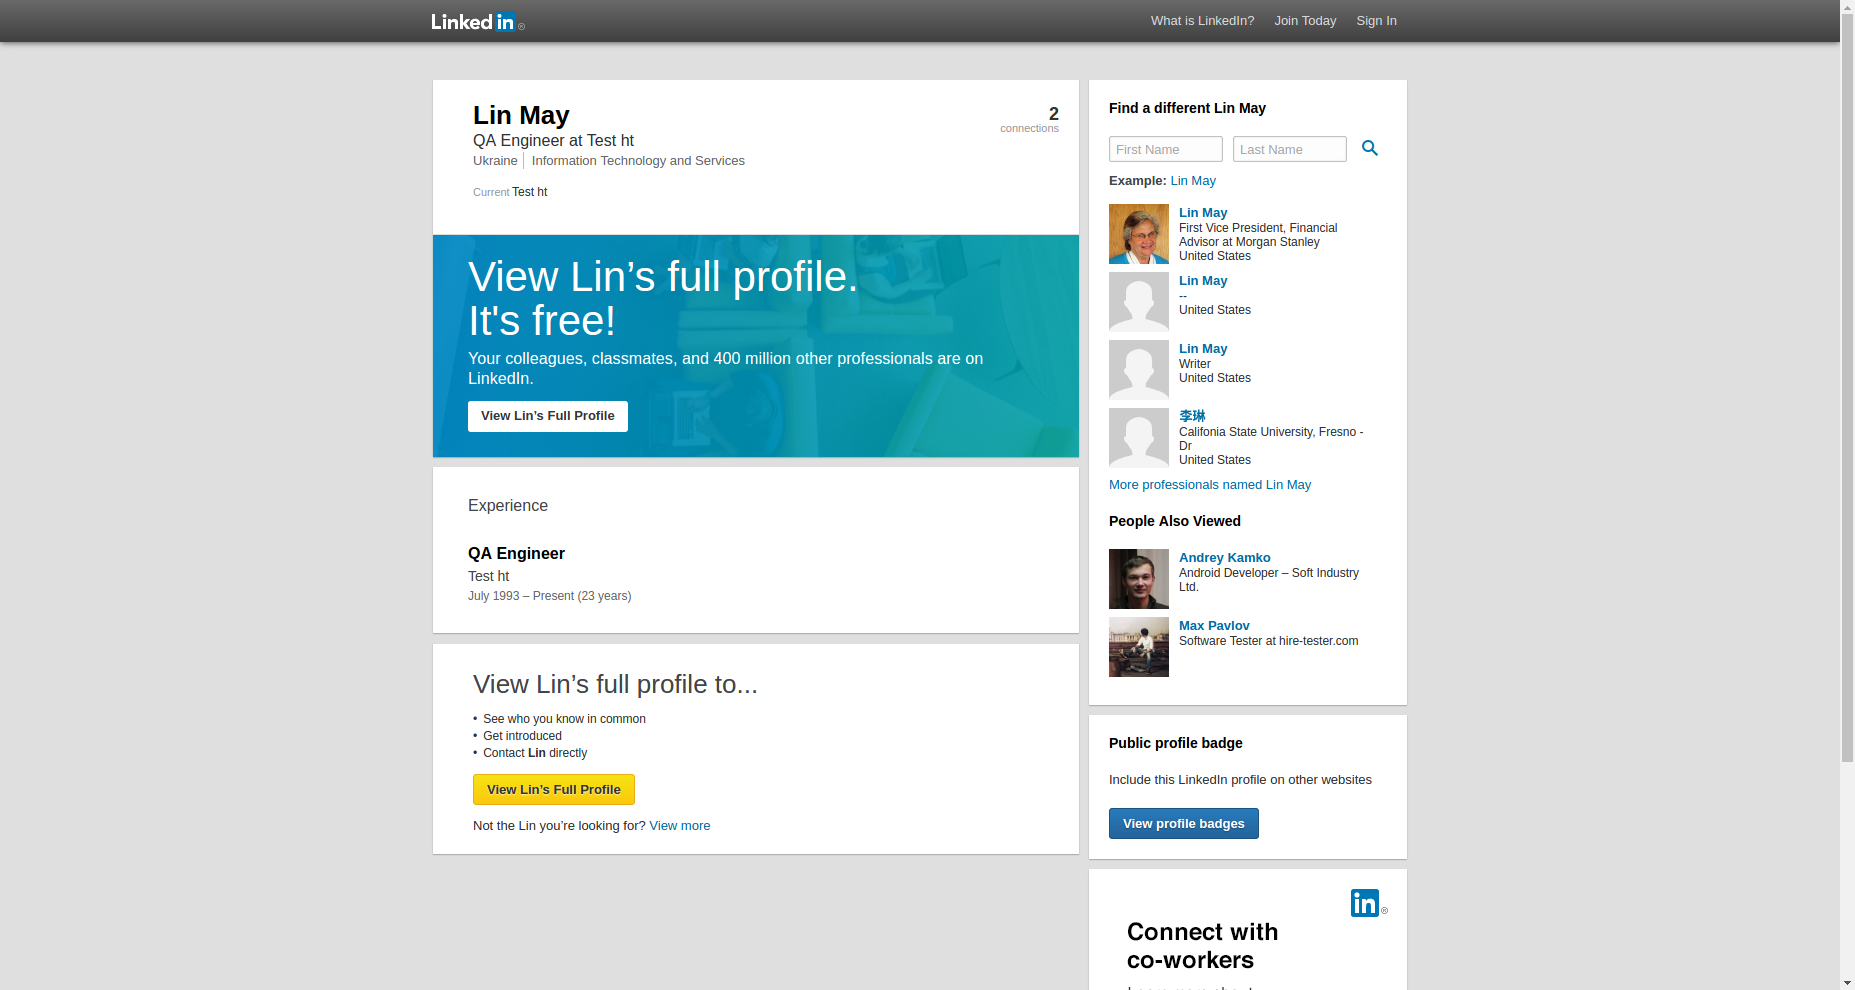 Linked in ®
What is LinkedIn? Join Today Sign In
Lin May
QA Engineer at Test ht
Ukraine Information Technology and Services
Current Test ht
2
connections
View Lin’s full profile.
It's free!
Your colleagues, classmates, and 400 million other professionals are on
LinkedIn.
View Lin’s Full Profile
Experience
QA Engineer
Test ht
July 1993 – Present (23 years)
View Lin’s full profile to...
• See who you know in common
• Get introduced
• Contact Lin directly
View Lin’s Full Profile
Not the Lin you’re looking for? View more
Find a different Lin May
First Name Last Name
Example: Lin May
Lin May
First Vice President, Financial
Advisor at Morgan Stanley
United States
Lin May
--
United States
Lin May
Writer
United States
李琳
Califonia State University, Fresno -
Dr
United States
More professionals named Lin May
People Also Viewed
Andrey Kamko
Android Developer – Soft Industry
Ltd.
Max Pavlov
Software Tester at hire-tester.com
Public profile badge
Include this LinkedIn profile on other websites
View profile badges
in ®
Connect with
co-workers